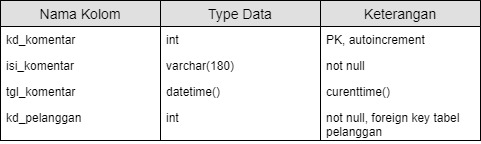 Nama Kolom Type Data Keterangan
kd_komentar int PK, autoincrement
isi_komentar varchar(180) not null
tgl_komentar datetime() curenttime()
kd_pelanggan int not null, foreign key tabel
pelanggan